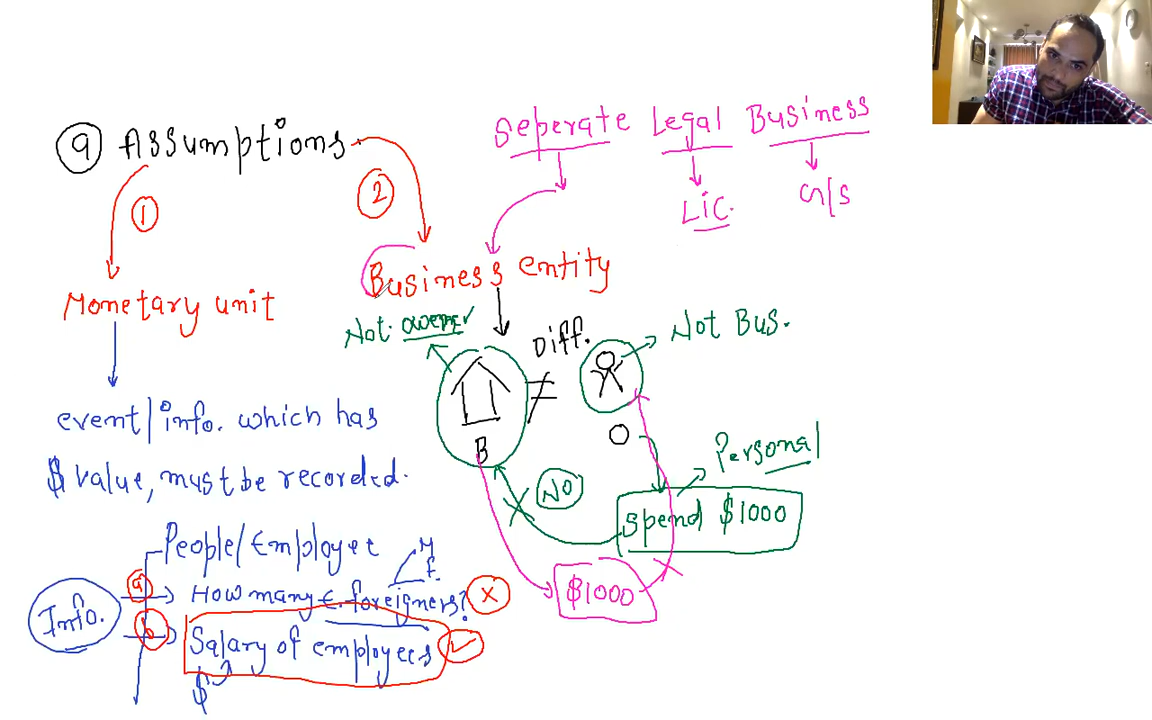 a Assumptions
1
2
Seperate Legal Business
LIC.
G/S
Business entity
Monetary unit
Not owner
Diff.
Not Bus.
≠
B
O
event/info. which has
$ value, must be recorded.
Personal
NO
Spend $1000
$1000
People/Employee
M
F.
Info.
a How many E. foreigners? X
b Salary of employees ✓
$